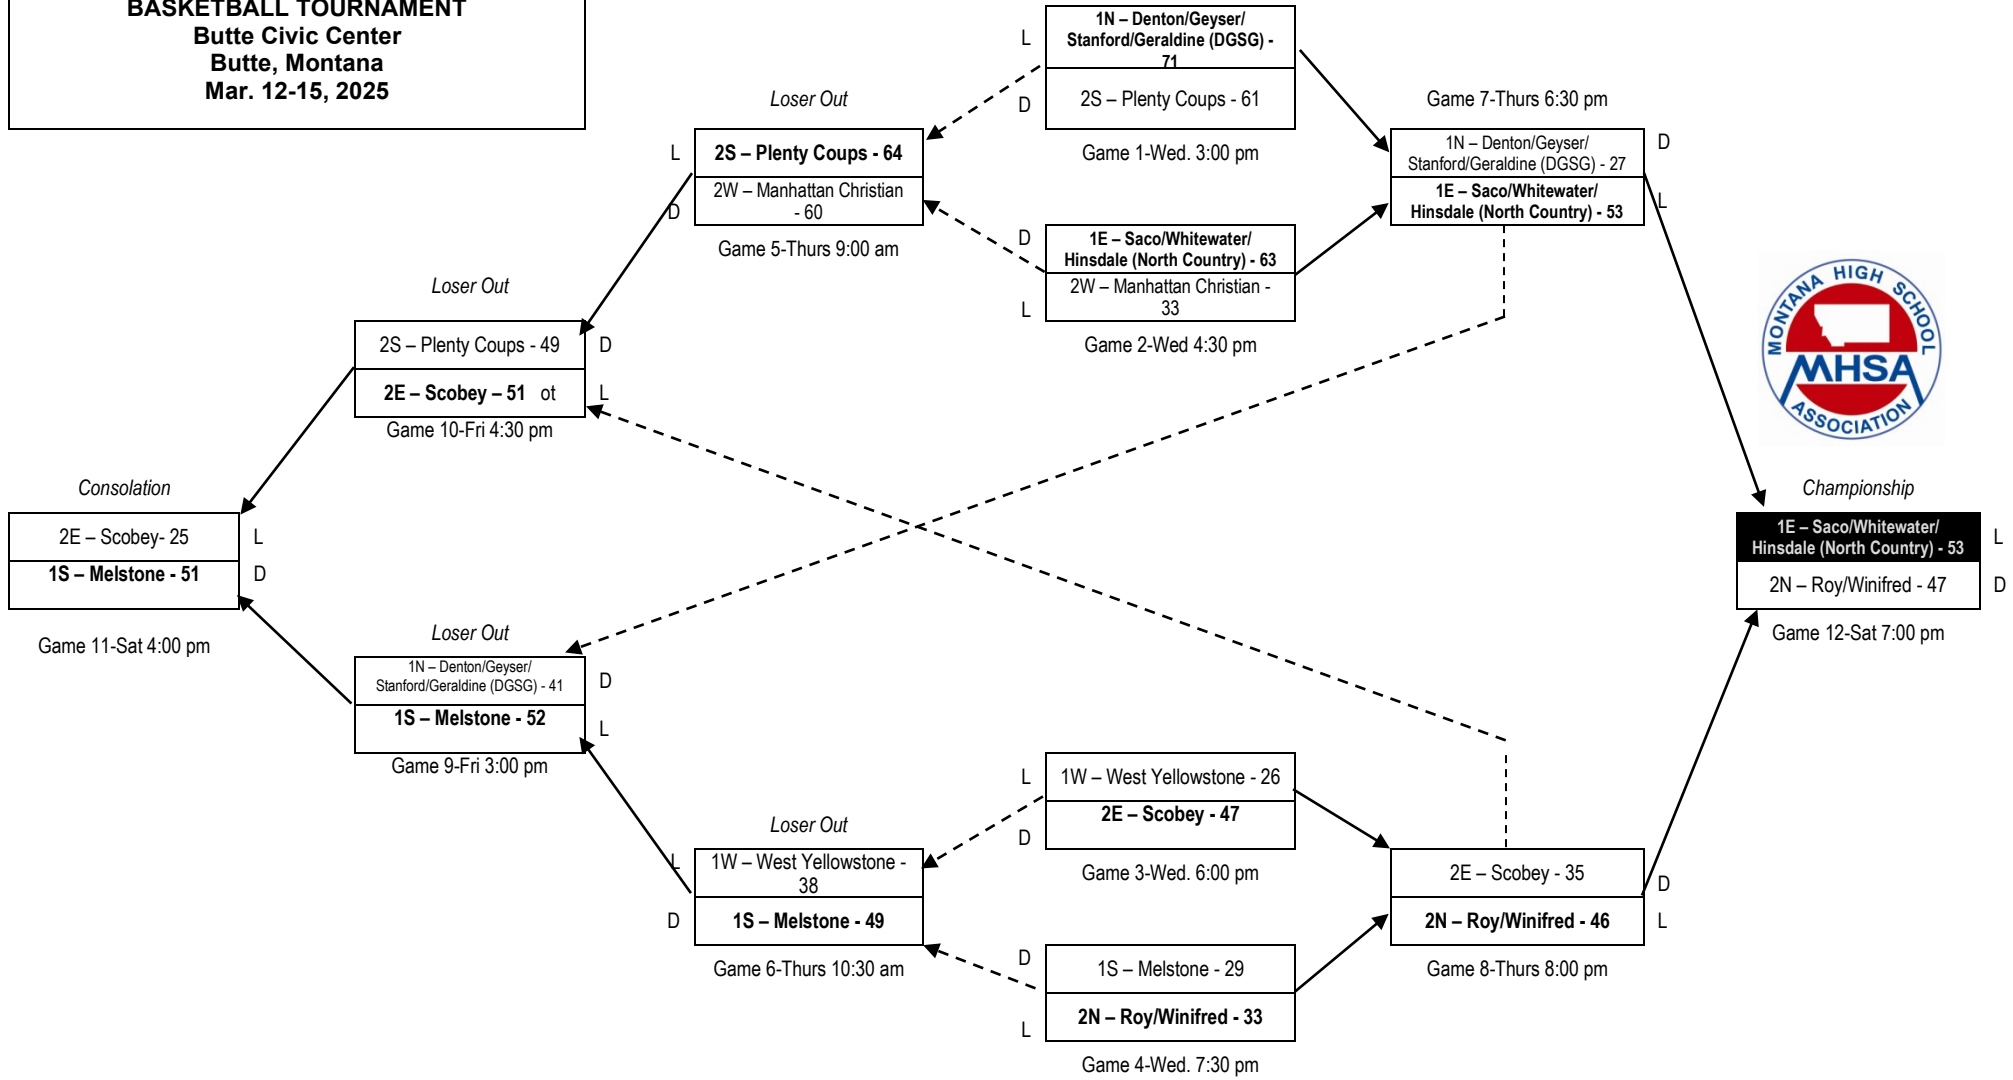 BASKETBALL TOURNAMENT
Butte Civic Center
Butte, Montana
Mar. 12-15, 2025
L
1N – Denton/Geyser/
Stanford/Geraldine (DGSG) -
71
D
2S – Plenty Coups - 61
Game 1-Wed. 3:00 pm
Loser Out
L
2S – Plenty Coups - 64
D
2W – Manhattan Christian
- 60
Game 5-Thurs 9:00 am
Game 7-Thurs 6:30 pm
1N – Denton/Geyser/
Stanford/Geraldine (DGSG) - 27
D
1E – Saco/Whitewater/
Hinsdale (North Country) - 53
L
D
1E – Saco/Whitewater/
Hinsdale (North Country) - 63
L
2W – Manhattan Christian -
33
Game 2-Wed 4:30 pm
Loser Out
2S – Plenty Coups - 49
D
2E – Scobey – 51 ot
L
Game 10-Fri 4:30 pm
MONTANA HIGH SCHOOL
MHSA
ASSOCIATION
Consolation
2E – Scobey- 25
L
1S – Melstone - 51
D
Game 11-Sat 4:00 pm
Championship
1E – Saco/Whitewater/
Hinsdale (North Country) - 53
L
2N – Roy/Winifred - 47
D
Game 12-Sat 7:00 pm
Loser Out
1N – Denton/Geyser/
Stanford/Geraldine (DGSG) - 41
D
1S – Melstone - 52
L
Game 9-Fri 3:00 pm
L
1W – West Yellowstone - 26
D
2E – Scobey - 47
Game 3-Wed. 6:00 pm
Loser Out
L
1W – West Yellowstone -
38
D
1S – Melstone - 49
Game 6-Thurs 10:30 am
2E – Scobey - 35
D
2N – Roy/Winifred - 46
L
Game 8-Thurs 8:00 pm
D
1S – Melstone - 29
L
2N – Roy/Winifred - 33
Game 4-Wed. 7:30 pm